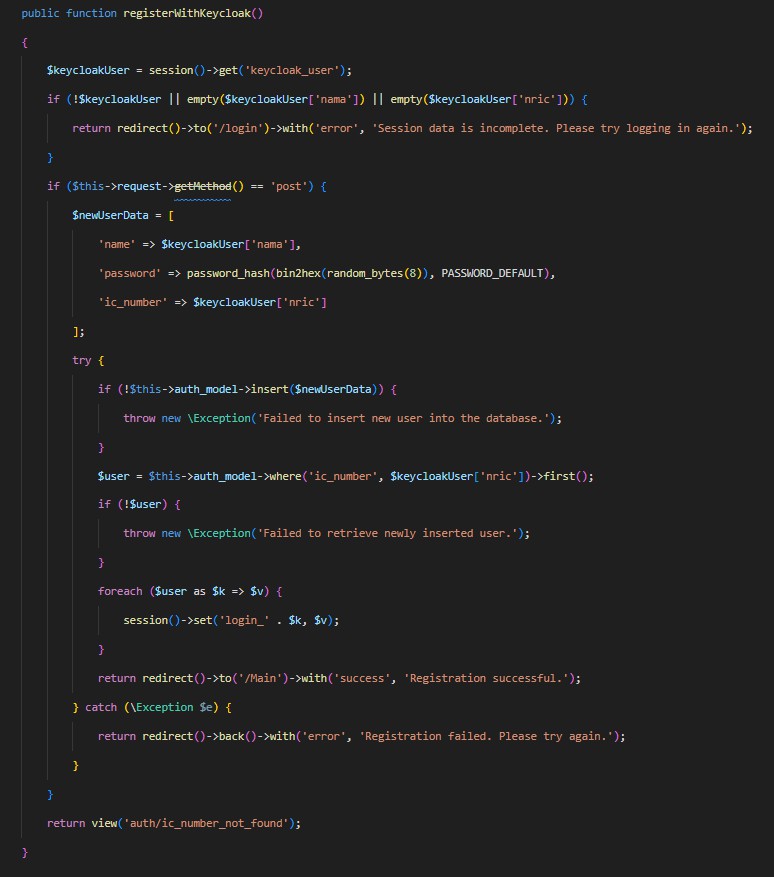 public function registerWithKeycloak()
{
$keycloakUser = session()->get('keycloak_user');
if (!$keycloakUser || empty($keycloakUser['nama']) || empty($keycloakUser['nric'])) {
return redirect()->to('/login')->with('error', 'Session data is incomplete. Please try logging in again.');
}
if ($this->request->getMethod() == 'post') {
$newUserData = [
'name' => $keycloakUser['nama'],
'password' => password_hash(bin2hex(random_bytes(8)), PASSWORD_DEFAULT),
'ic_number' => $keycloakUser['nric']
];
try {
if (!$this->auth_model->insert($newUserData)) {
throw new \Exception('Failed to insert new user into the database.');
}
$user = $this->auth_model->where('ic_number', $keycloakUser['nric'])->first();
if (!$user) {
throw new \Exception('Failed to retrieve newly inserted user.');
}
foreach ($user as $k => $v) {
session()->set('login_' . $k, $v);
}
return redirect()->to('/Main')->with('success', 'Registration successful.');
} catch (\Exception $e) {
return redirect()->back()->with('error', 'Registration failed. Please try again.');
}
}
return view('auth/ic_number_not_found');
}